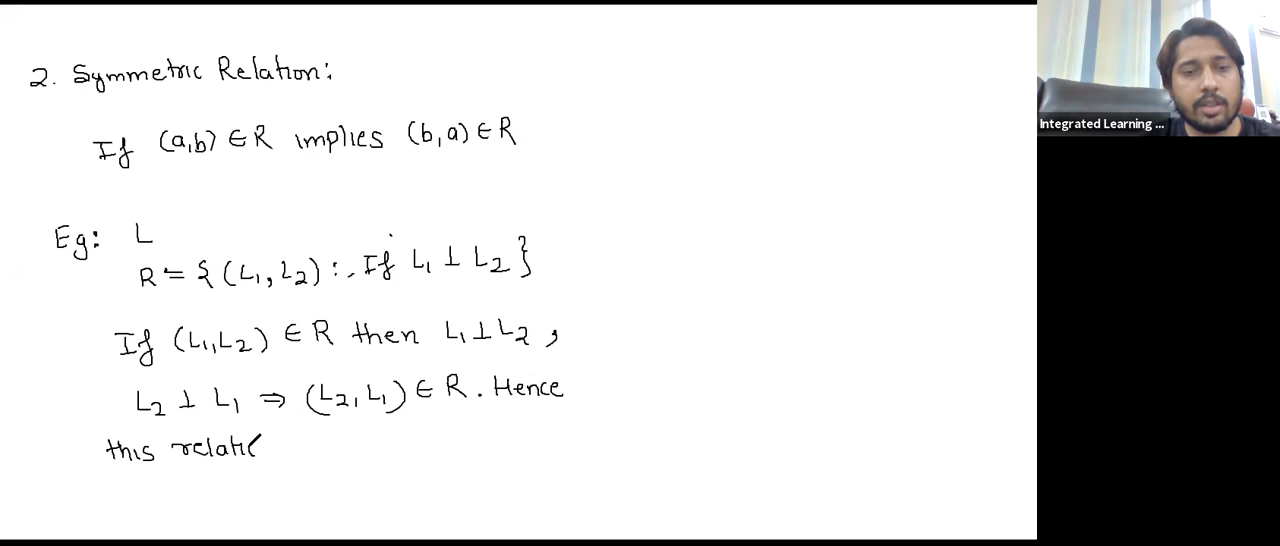 2. Symmetric Relation:
If (a,b) ∈ R implies (b,a) ∈ R
Eg: L
R = { (L₁, L₂) : If L₁ ⊥ L₂ }
If (L₁,L₂) ∈ R then L₁ ⊥ L₂ ,
L₂ ⊥ L₁ ⇒ (L₂, L₁) ∈ R. Hence
this relati
Integrated Learning ...